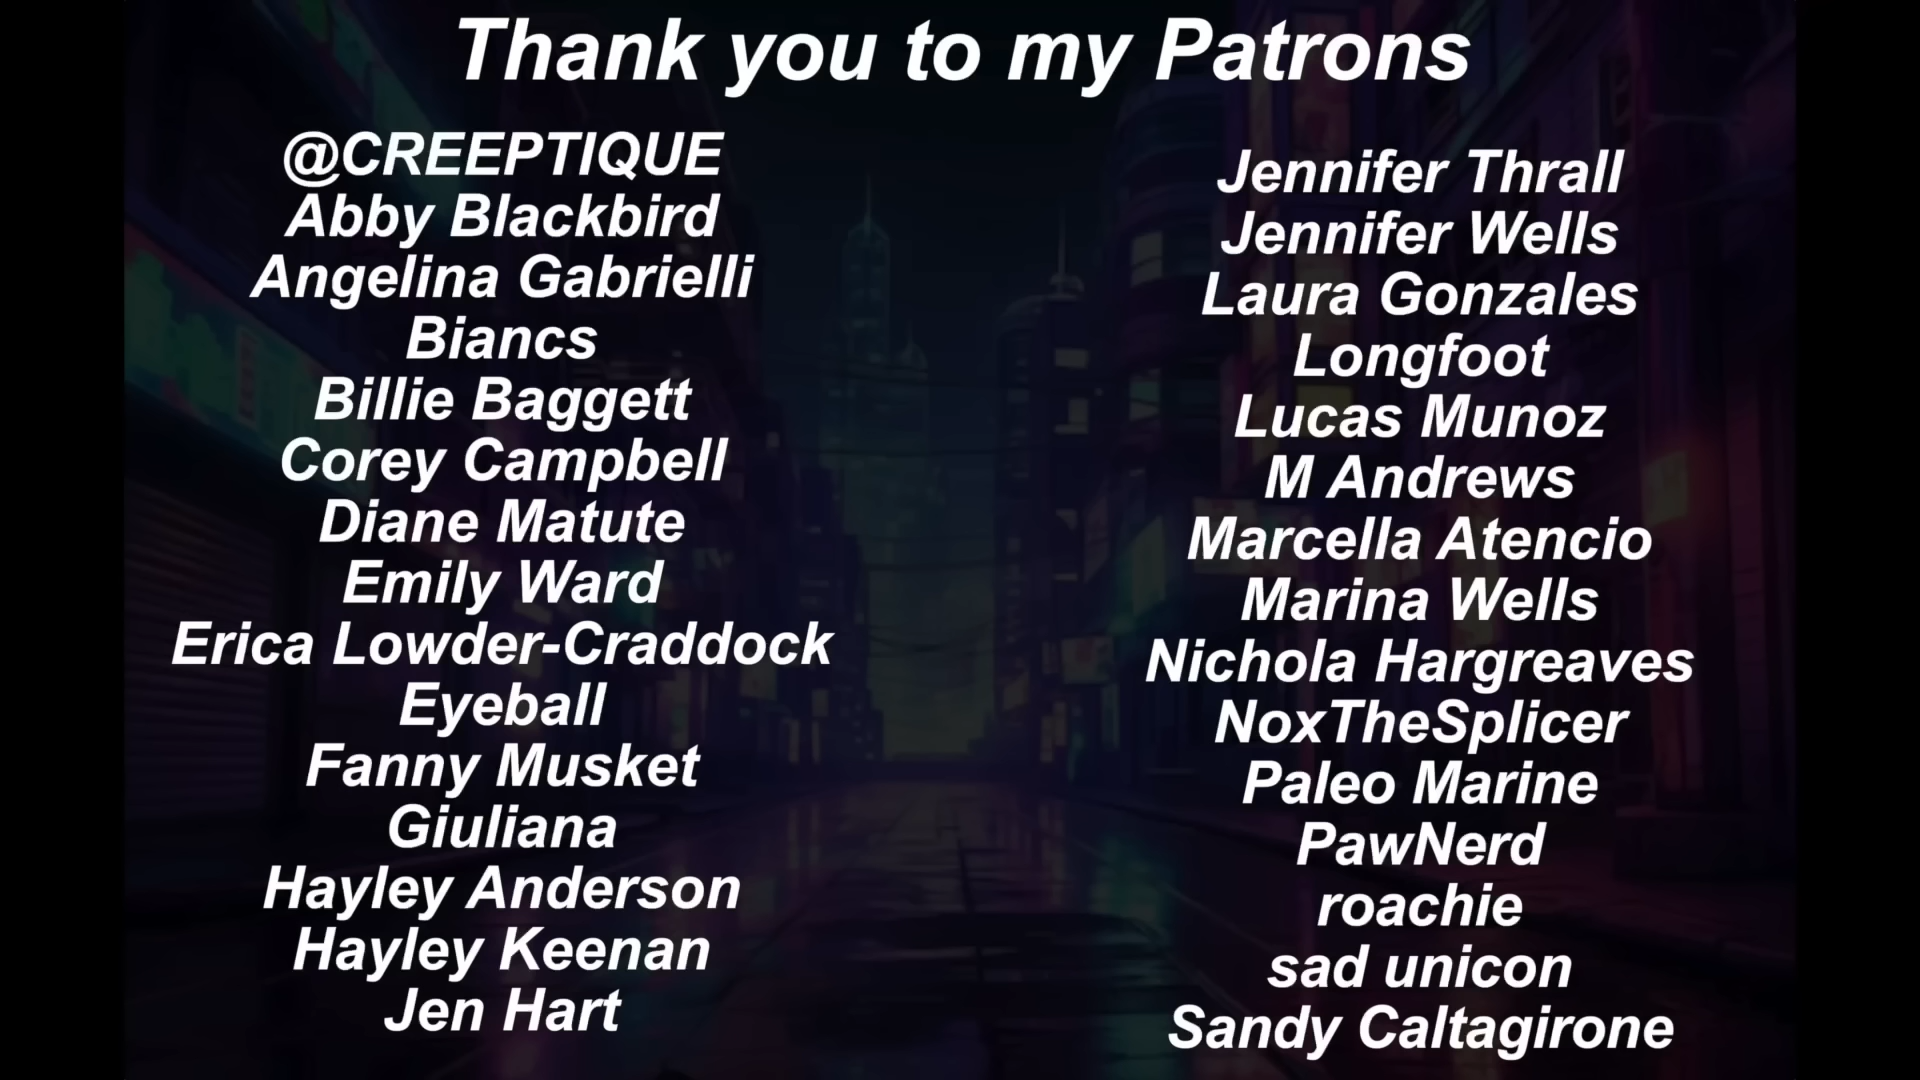 Thank you to my Patrons
@CREEPTIQUE
Abby Blackbird
Angelina Gabrielli
Biancs
Billie Baggett
Corey Campbell
Diane Matute
Emily Ward
Erica Lowder-Craddock
Eyeball
Fanny Musket
Giuliana
Hayley Anderson
Hayley Keenan
Jen Hart
Jennifer Thrall
Jennifer Wells
Laura Gonzales
Longfoot
Lucas Munoz
M Andrews
Marcella Atencio
Marina Wells
Nichola Hargreaves
NoxTheSplicer
Paleo Marine
PawNerd
roachie
sad unicon
Sandy Caltagirone